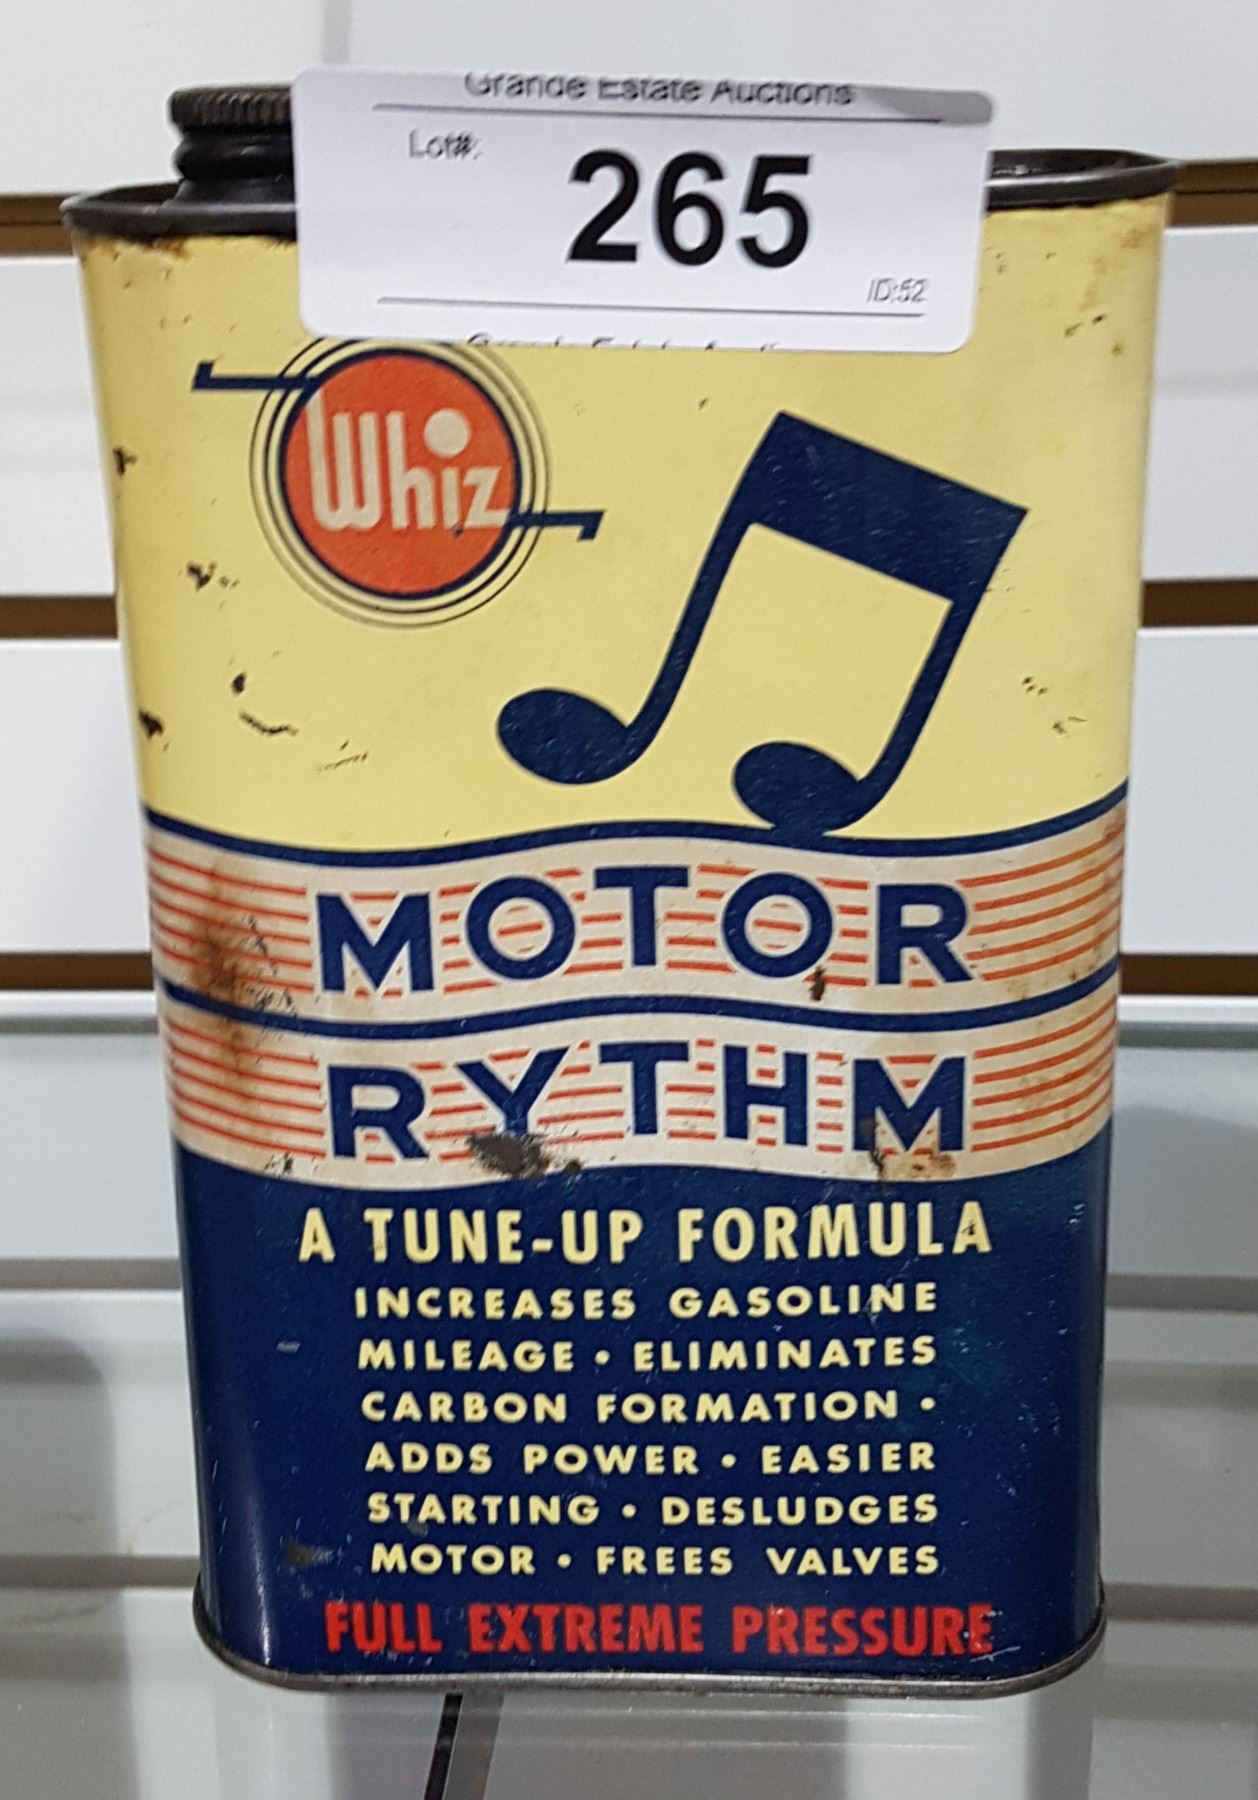 Grande Estate Auctions
Lot#:
265
ID:52
Whiz
MOTOR
RYTHM
A TUNE-UP FORMULA
INCREASES GASOLINE
MILEAGE • ELIMINATES
CARBON FORMATION •
ADDS POWER • EASIER
STARTING • DESLUDGES
MOTOR • FREES VALVES
FULL EXTREME PRESSURE